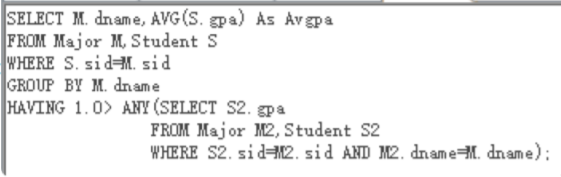 SELECT M.dname,AVG(S.gpa) As Avgpa
FROM Major M,Student S
WHERE S.sid=M.sid
GROUP BY M.dname
HAVING 1.0> ANY(SELECT S2.gpa
FROM Major M2,Student S2
WHERE S2.sid=M2.sid AND M2.dname=M.dname);